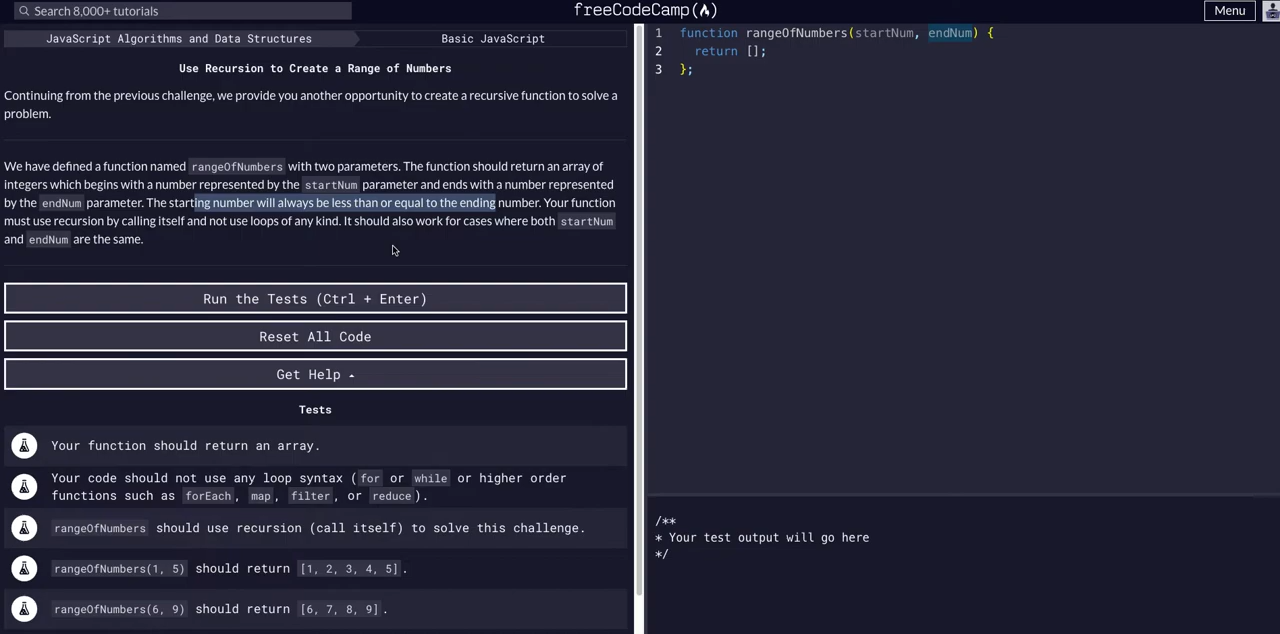 Search 8,000+ tutorials
freeCodeCamp
Menu
JavaScript Algorithms and Data Structures
Basic JavaScript
Use Recursion to Create a Range of Numbers
Continuing from the previous challenge, we provide you another opportunity to create a recursive function to solve a
problem.
We have defined a function named rangeOfNumbers with two parameters. The function should return an array of
integers which begins with a number represented by the startNum parameter and ends with a number represented
by the endNum parameter. The starting number will always be less than or equal to the ending number. Your function
must use recursion by calling itself and not use loops of any kind. It should also work for cases where both startNum
and endNum are the same.
Run the Tests (Ctrl + Enter)
Reset All Code
Get Help
Tests
Your function should return an array.
Your code should not use any loop syntax (for or while or higher order
functions such as forEach, map, filter, or reduce).
rangeOfNumbers should use recursion (call itself) to solve this challenge.
rangeOfNumbers(1, 5) should return [1, 2, 3, 4, 5].
rangeOfNumbers(6, 9) should return [6, 7, 8, 9].
1 function rangeOfNumbers(startNum, endNum) {
2 return [];
3 };
/**
* Your test output will go here
*/